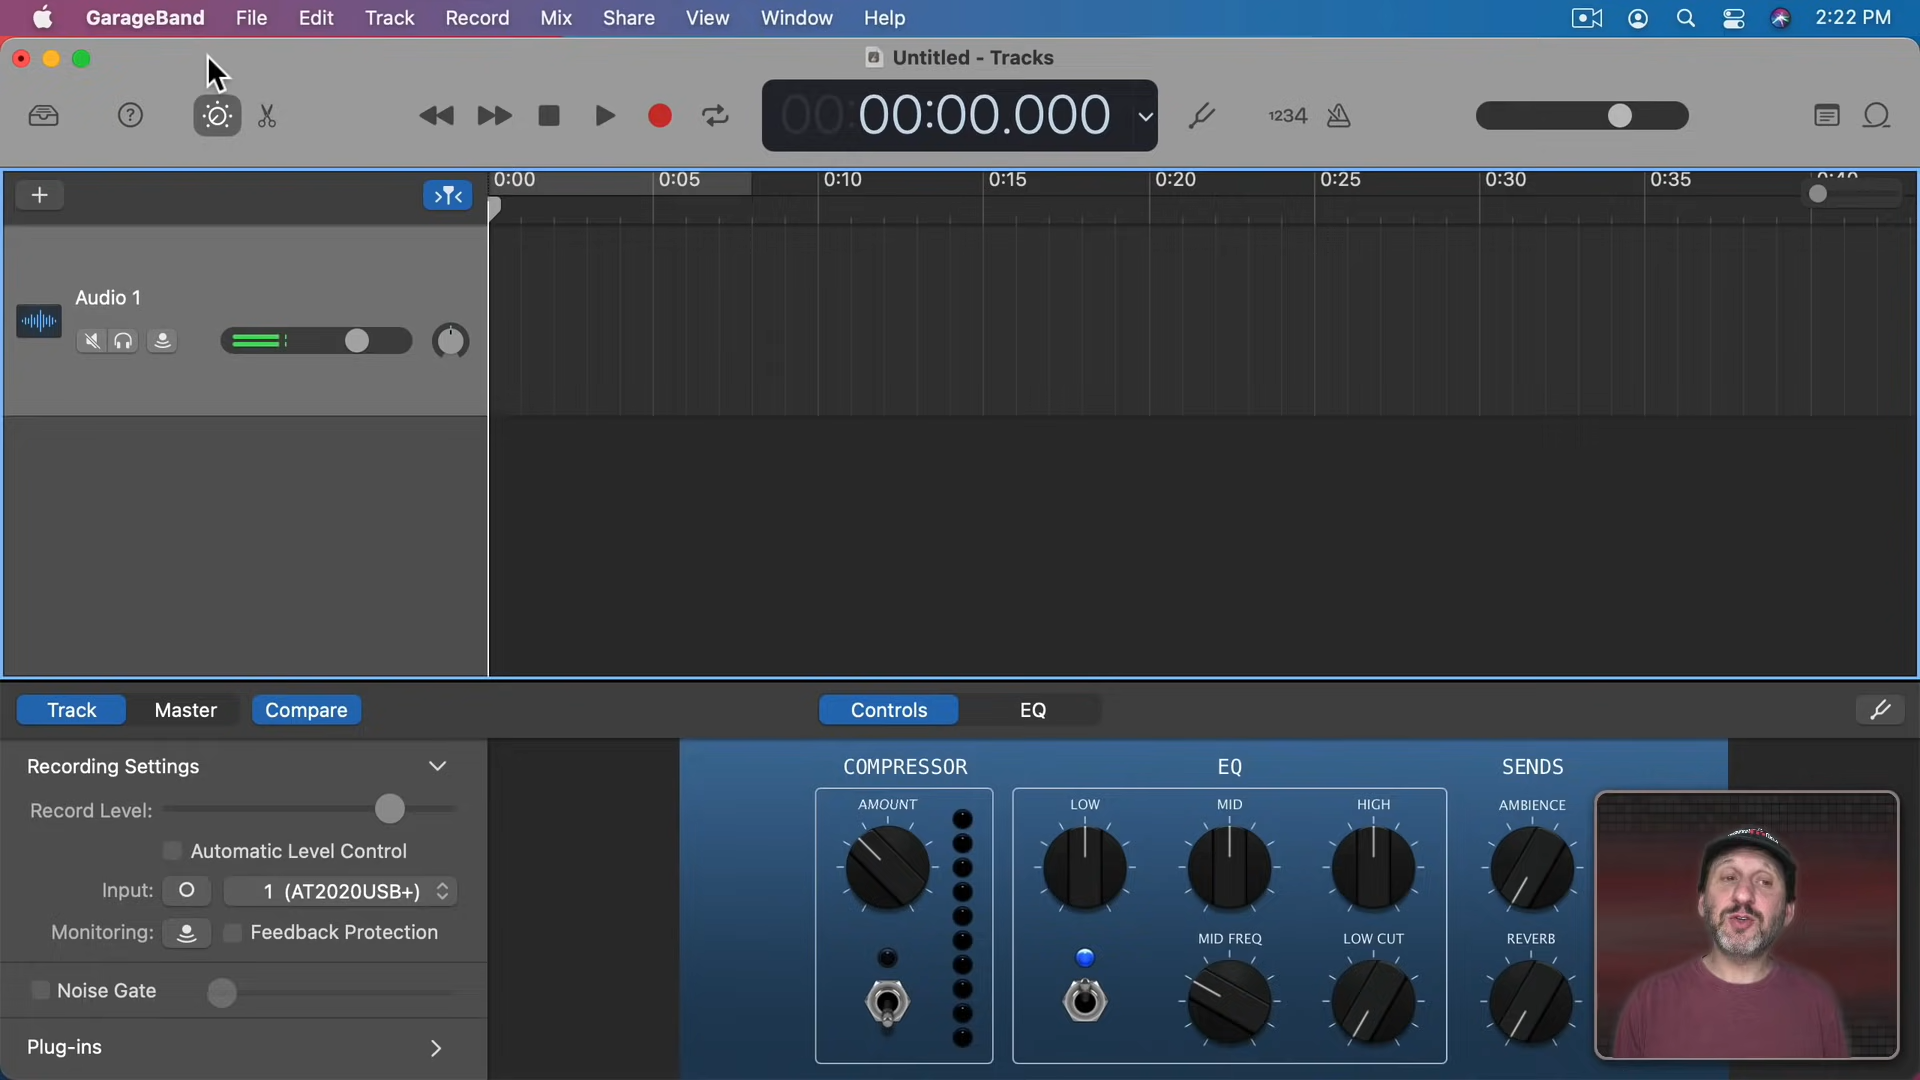 GarageBand File Edit Track Record Mix Share View Window Help 2:22 PM
Untitled - Tracks
00:00:00.000
1234
0:00 0:05 0:10 0:15 0:20 0:25 0:30 0:35 0:40
Audio 1
Track Master Compare Controls EQ
Recording Settings
Record Level:
Automatic Level Control
Input: 1 (AT2020USB+)
Monitoring: Feedback Protection
Noise Gate
Plug-ins
COMPRESSOR EQ SENDS
AMOUNT LOW MID HIGH AMBIENCE
MID FREQ LOW CUT REVERB